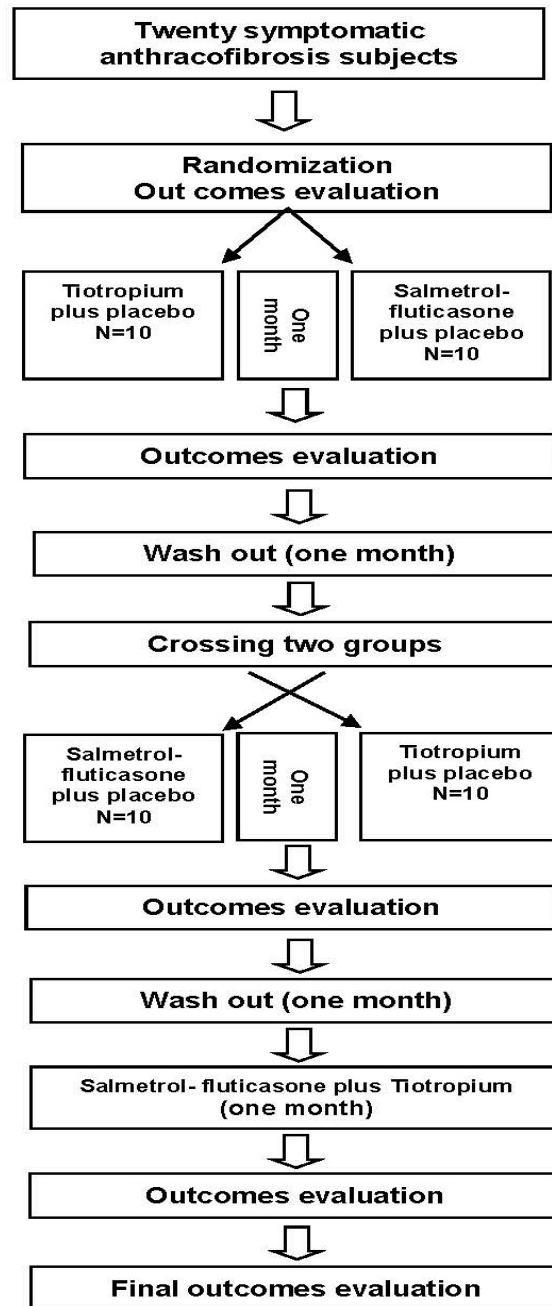 Twenty symptomatic
anthracofibrosis subjects
Randomization
Out comes evaluation
Tiotropium
plus placebo
N=10
One
month
Salmetrol-
fluticasone
plus placebo
N=10
Outcomes evaluation
Wash out (one month)
Crossing two groups
Salmetrol-
fluticasone
plus placebo
N=10
One
month
Tiotropium
plus placebo
N=10
Outcomes evaluation
Wash out (one month)
Salmetrol- fluticasone plus Tiotropium
(one month)
Outcomes evaluation
Final outcomes evaluation